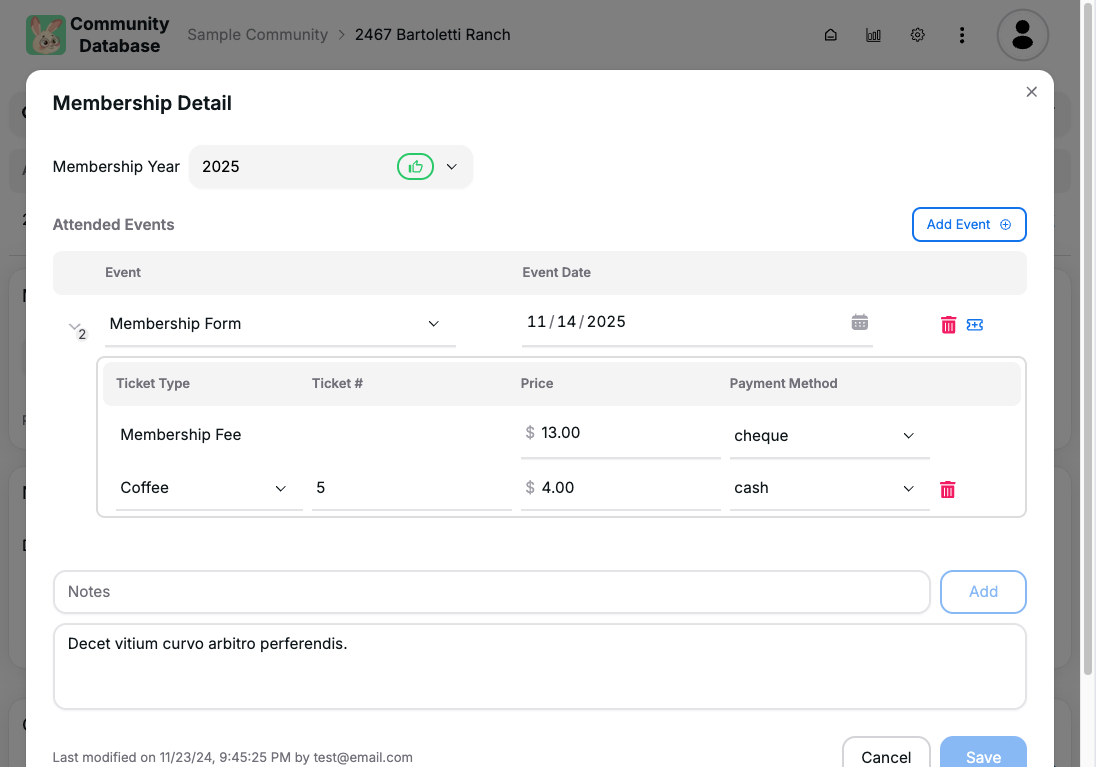 Community
Database
Sample Community > 2467 Bartoletti Ranch
Membership Detail
Membership Year 2025
Attended Events
Add Event
Event Event Date
2 Membership Form 11/14/2025
Ticket Type Ticket # Price Payment Method
Membership Fee $ 13.00 cheque
Coffee 5 $ 4.00 cash
Notes Add
Decet vitium curvo arbitro perferendis.
Last modified on 11/23/24, 9:45:25 PM by test@email.com
Cancel Save